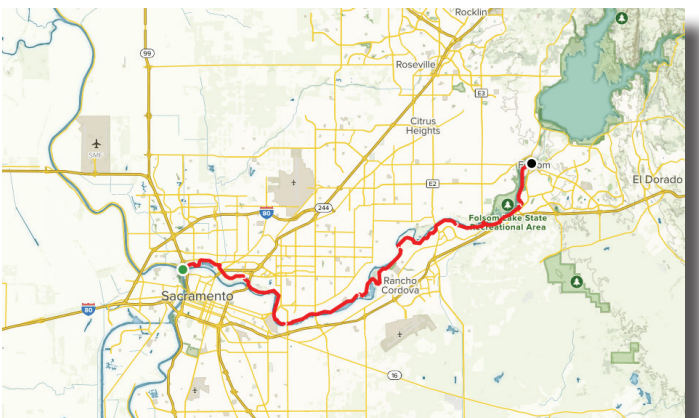 Rocklin
99
Roseville
E3
Citrus
Heights
SMF
E2
Folsom
El Dorado
244
80
Folsom Lake State
Recreational Area
Rancho
Cordova
Sacramento
80
16